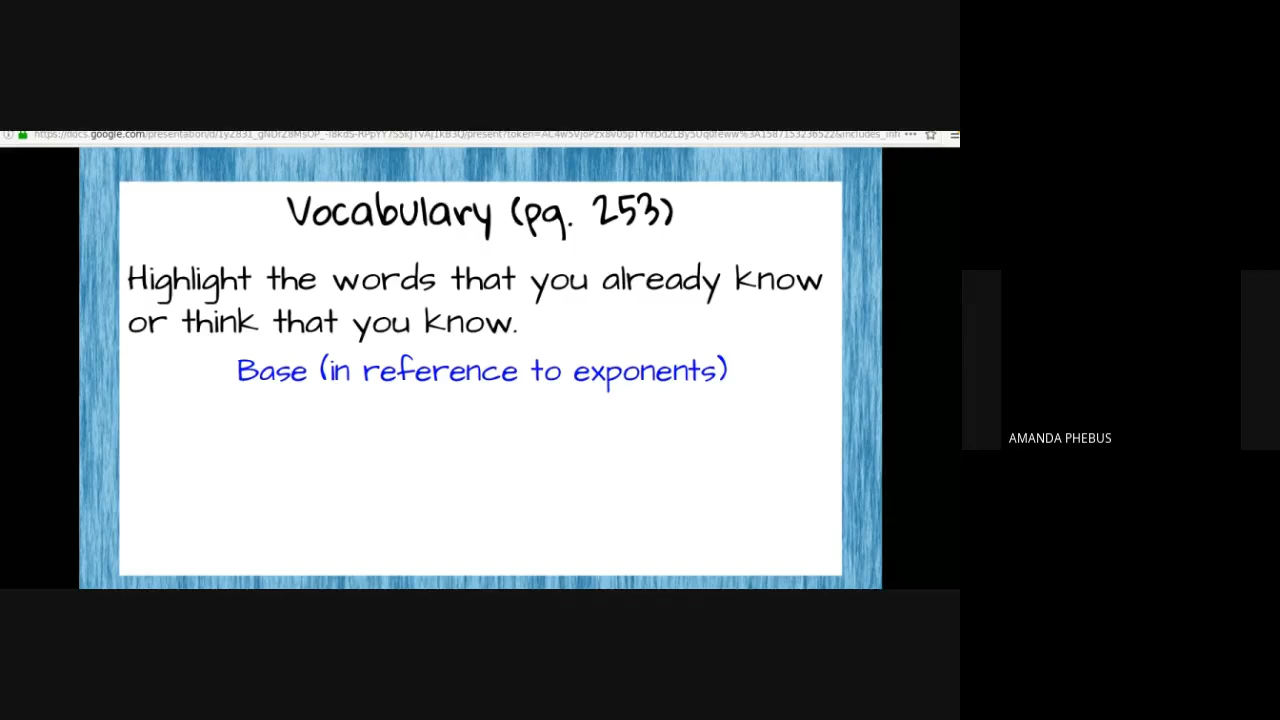 Vocabulary (pg. 253)
Highlight the words that you already know
or think that you know.
Base (in reference to exponents)
AMANDA PHEBUS